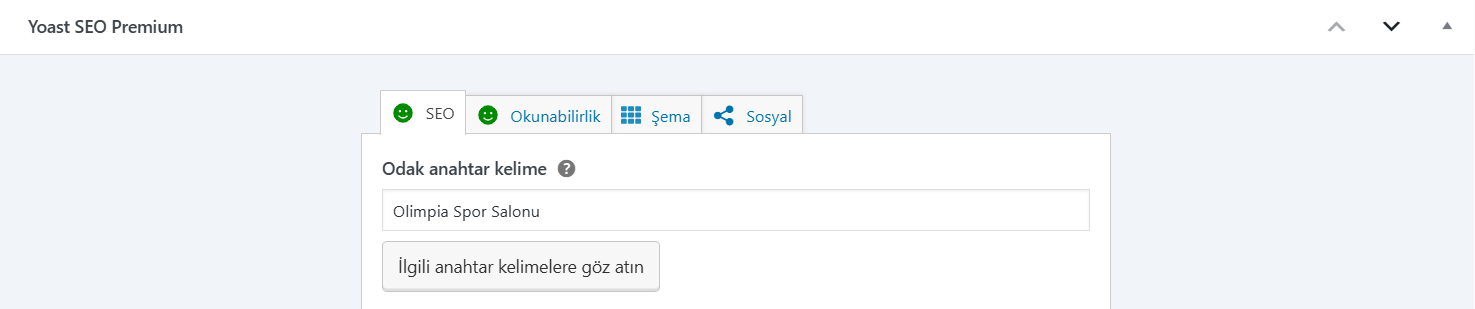 Yoast SEO Premium
SEO Okunabilirlik Şema Sosyal
Odak anahtar kelime ?
Olimpia Spor Salonu
İlgili anahtar kelimelere göz atın